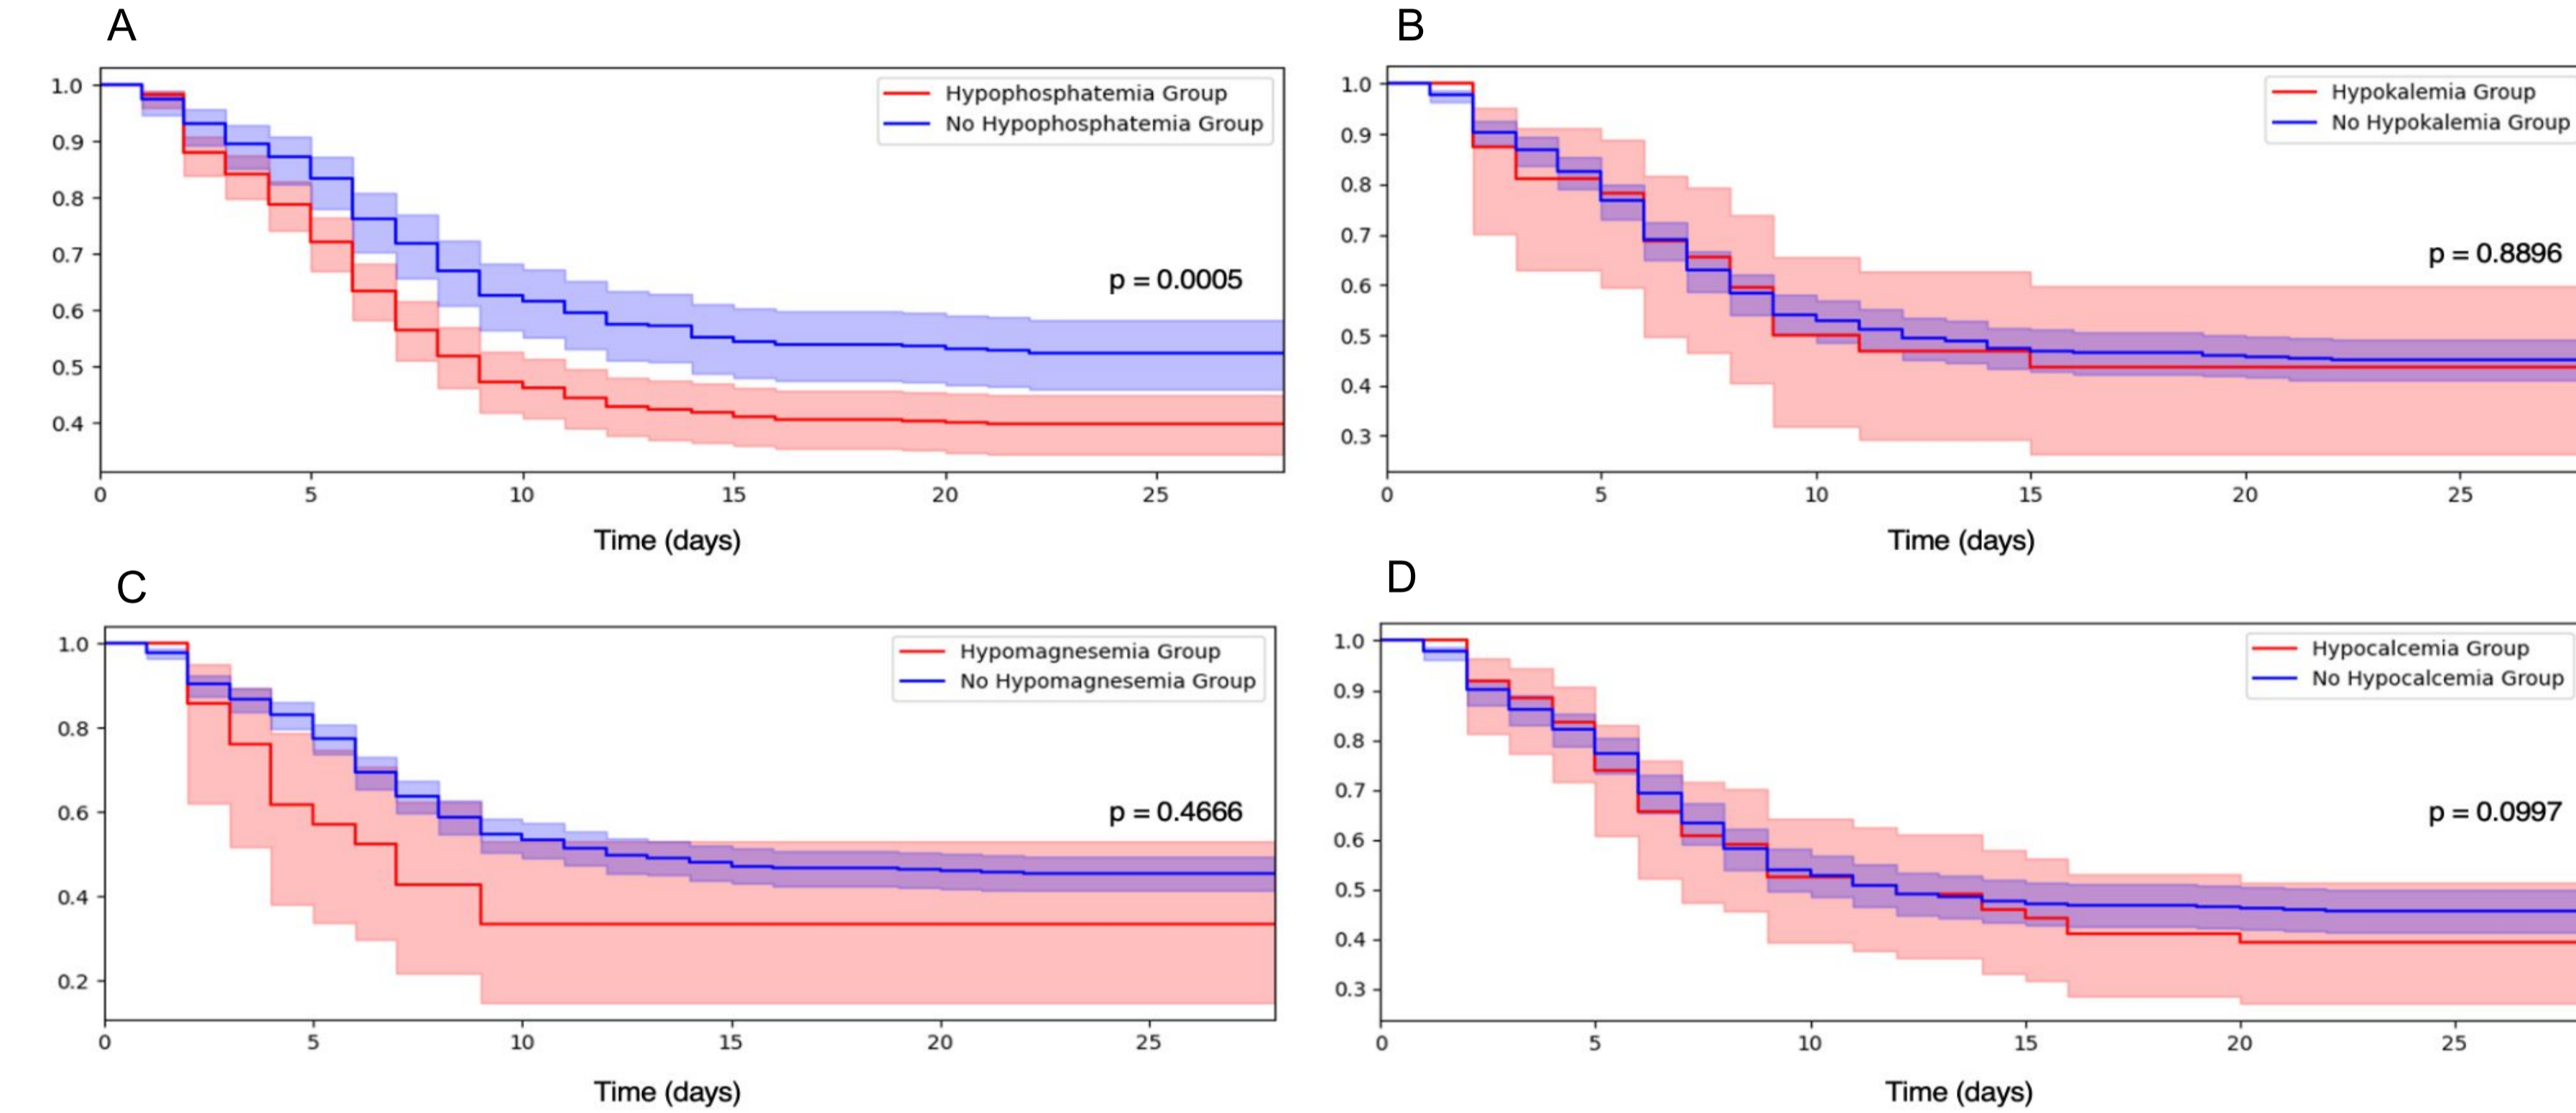 A
1.0
0.9
0.8
0.7
0.6
0.5
0.4
Hypophosphatemia Group
No Hypophosphatemia Group
p = 0.0005
0 5 10 15 20 25
Time (days)
B
1.0
0.9
0.8
0.7
0.6
0.5
0.4
0.3
Hypokalemia Group
No Hypokalemia Group
p = 0.8896
0 5 10 15 20 25
Time (days)
C
1.0
0.8
0.6
0.4
0.2
Hypomagnesemia Group
No Hypomagnesemia Group
p = 0.4666
0 5 10 15 20 25
Time (days)
D
1.0
0.9
0.8
0.7
0.6
0.5
0.4
0.3
Hypocalcemia Group
No Hypocalcemia Group
p = 0.0997
0 5 10 15 20 25
Time (days)